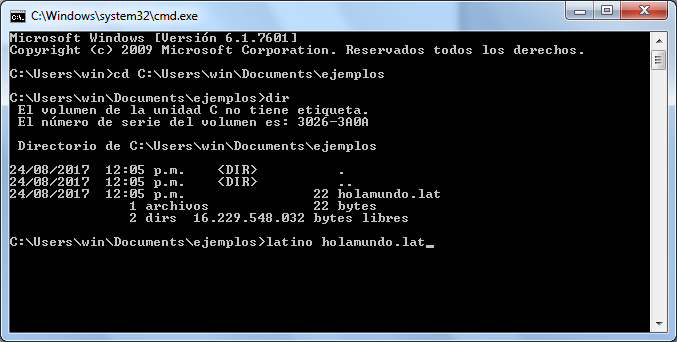 C:\Windows\system32\cmd.exe
Microsoft Windows [Versión 6.1.7601]
Copyright (c) 2009 Microsoft Corporation. Reservados todos los derechos.
C:\Users\win>cd C:\Users\win\Documents\ejemplos
C:\Users\win\Documents\ejemplos>dir
El volumen de la unidad C no tiene etiqueta.
El número de serie del volumen es: 3026-3A0A
Directorio de C:\Users\win\Documents\ejemplos
24/08/2017  12:05 p.m.    <DIR>          .
24/08/2017  12:05 p.m.    <DIR>          ..
24/08/2017  12:05 p.m.                22 holamundo.lat
1 archivos             22 bytes
2 dirs  16.229.548.032 bytes libres
C:\Users\win\Documents\ejemplos>latino holamundo.lat_